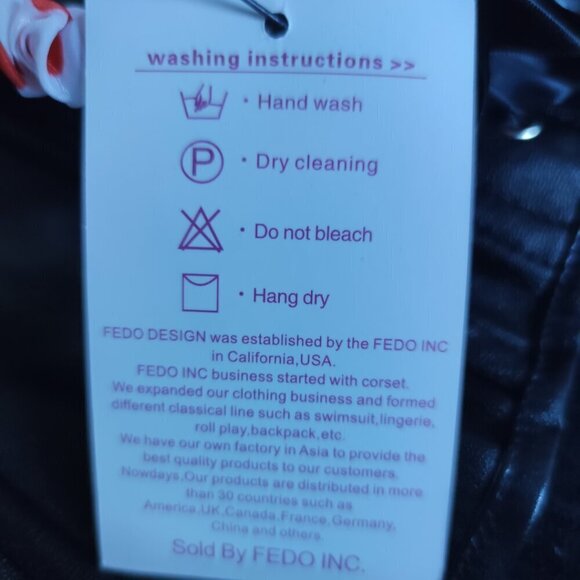 washing instructions >>
• Hand wash
P • Dry cleaning
• Do not bleach
• Hang dry
FEDO DESIGN was established by the FEDO INC
in California,USA.
FEDO INC business started with corset.
We expanded our clothing business and formed
different classical line such as swimsuit,lingerie,
roll play,backpack,etc.
We have our own factory in Asia to provide the
best quality products to our customers.
Nowdays,Our products are distributed in more
than 30 countries such as
America,UK,Canada,France,Germany,
China and others.
Sold By FEDO INC.